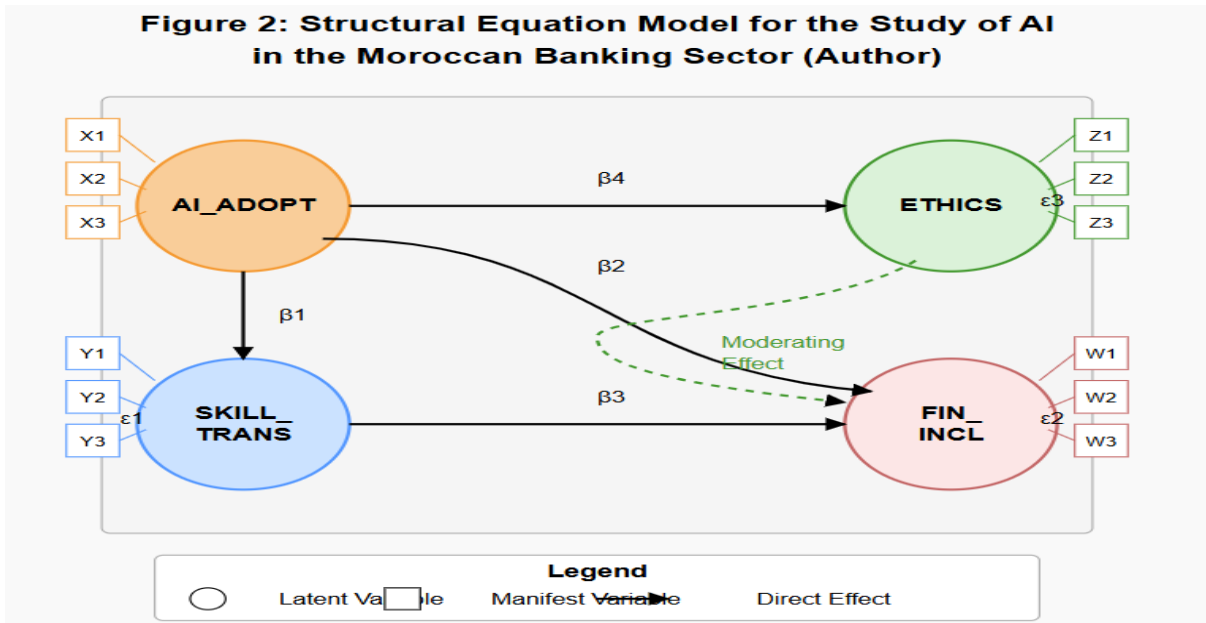 Figure 2: Structural Equation Model for the Study of AI
in the Moroccan Banking Sector (Author)
X1
X2
X3
AI_ADOPT
β4
ETHICS
ε3
Z1
Z2
Z3
β2
β1
Moderating
Effect
Y1
Y2
Y3
ε1
SKILL_
TRANS
β3
FIN_
INCL
ε2
W1
W2
W3
Legend
Latent Variable
Manifest Variable
Direct Effect